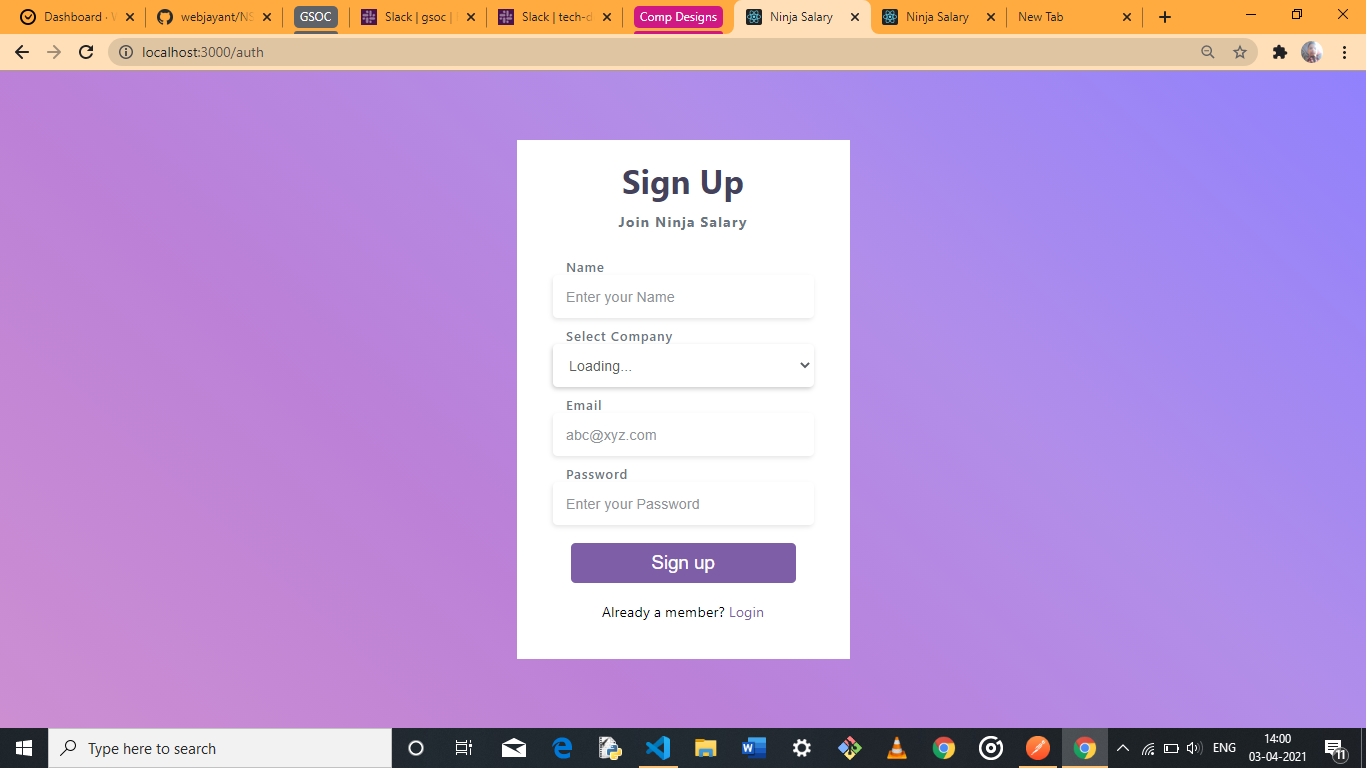 Dashboard · W
webjayant/NS
GSOC
Slack | gsoc |
Slack | tech-d
Comp Designs
Ninja Salary
Ninja Salary
New Tab
localhost:3000/auth
Sign Up
Join Ninja Salary
Name
Enter your Name
Select Company
Loading...
Email
abc@xyz.com
Password
Enter your Password
Sign up
Already a member? Login
Type here to search
ENG
14:00
03-04-2021
11